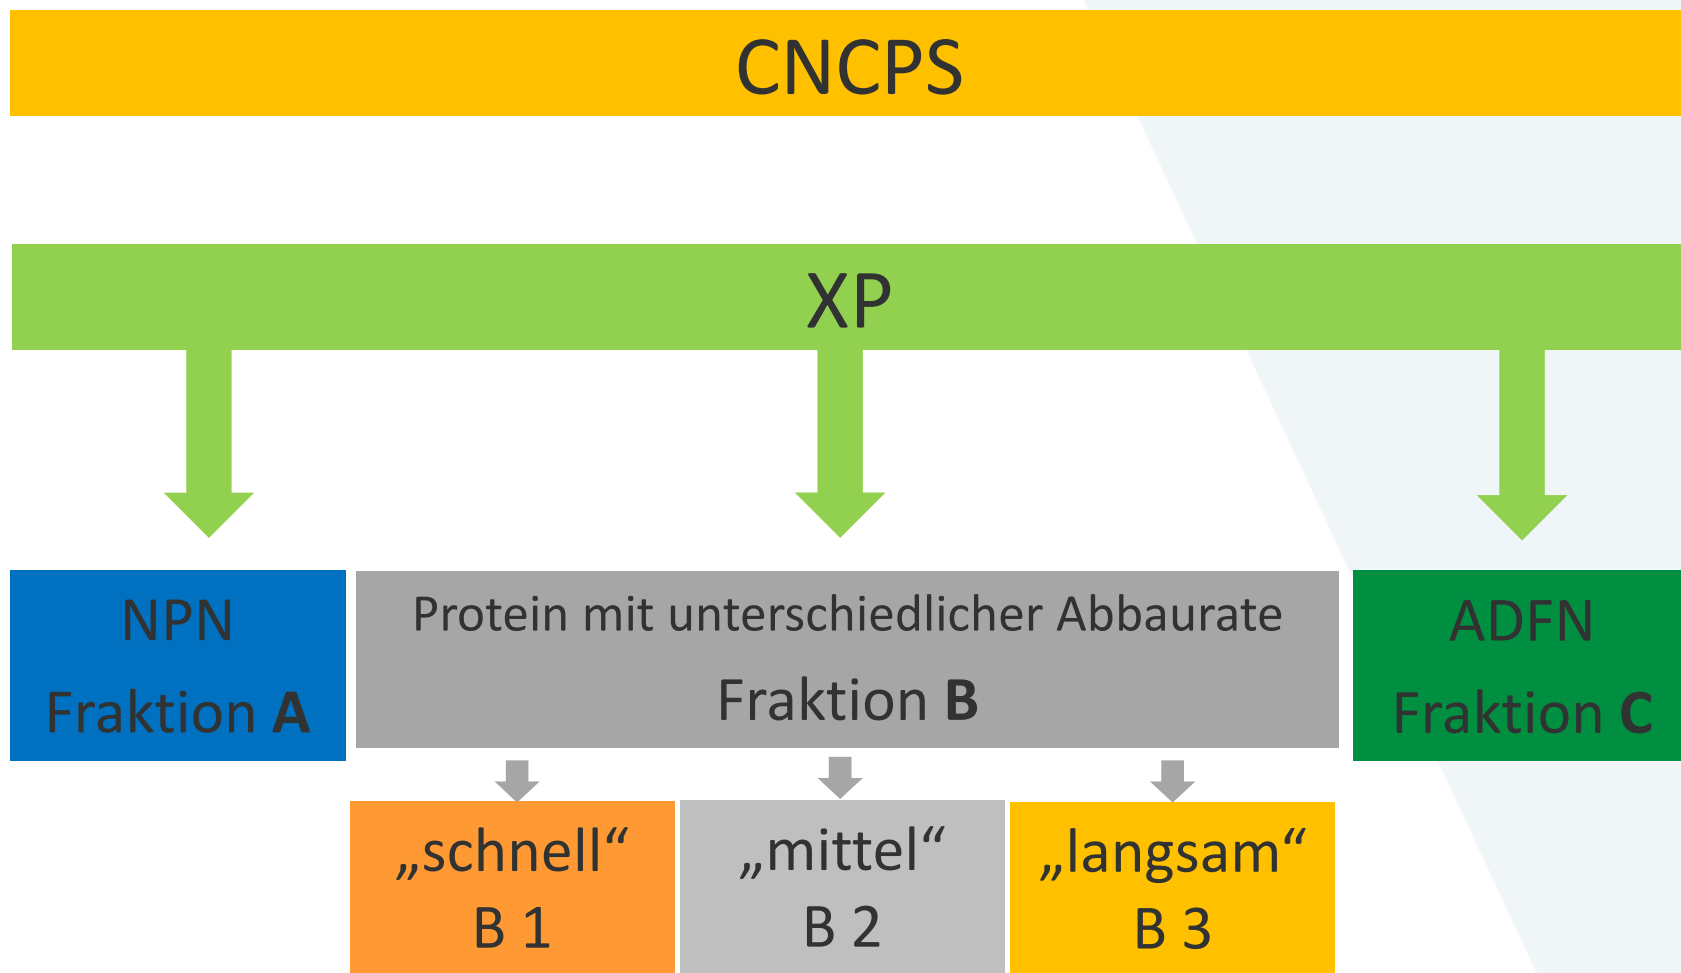 CNCPS
XP
NPN
Fraktion A
Protein mit unterschiedlicher Abbaurate
Fraktion B
ADFN
Fraktion C
„schnell“
B 1
„mittel“
B 2
„langsam“
B 3